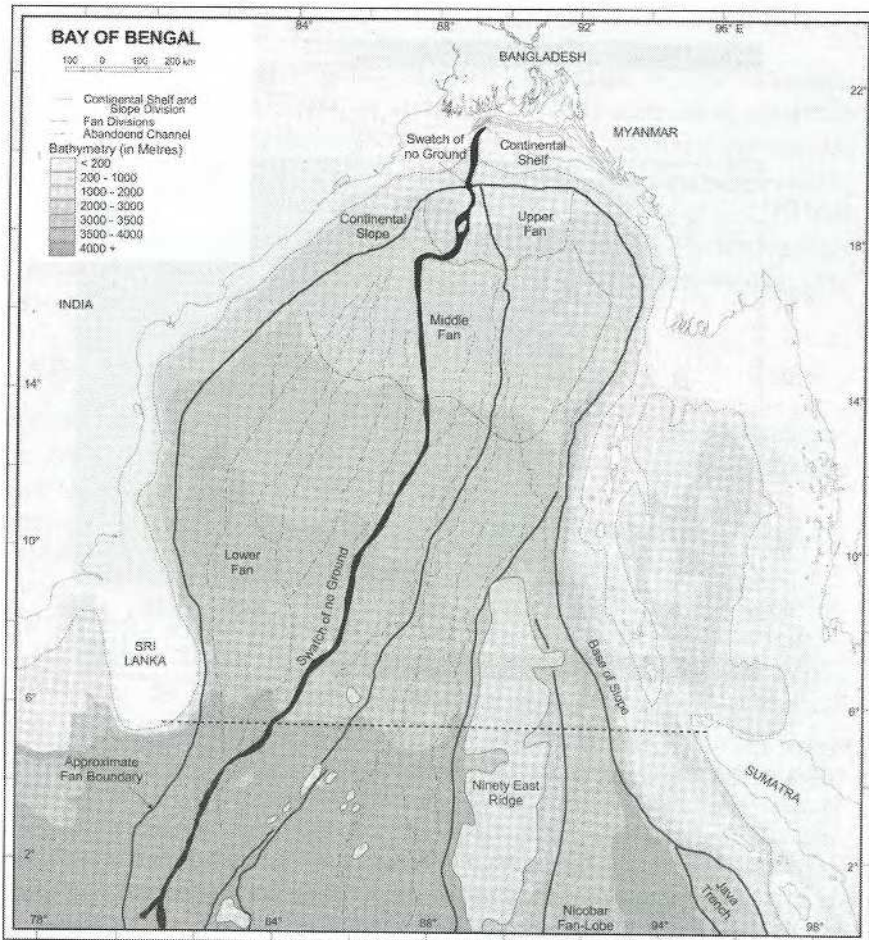 84°
88°
92°
96° E
BAY OF BENGAL
100 0 100 200 km
Continental Shelf and
Slope Division
Fan Divisions
Abandoend Channel
Bathymetry (in Metres)
< 200
200 - 1000
1000 - 2000
2000 - 3000
3000 - 3500
3500 - 4000
4000 +
BANGLADESH
22°
MYANMAR
Swatch of
no Ground
Continental
Shelf
Continental
Slope
Upper
Fan
18°
18°
INDIA
Middle
Fan
14°
14°
10°
10°
Lower
Fan
Swatch of no Ground
SRI
LANKA
Base of Slope
6°
6°
Approximate
Fan Boundary
Ninety East
Ridge
SUMATRA
2°
2°
Java
Trench
Nicobar
Fan-Lobe
78°
84°
88°
94°
98°